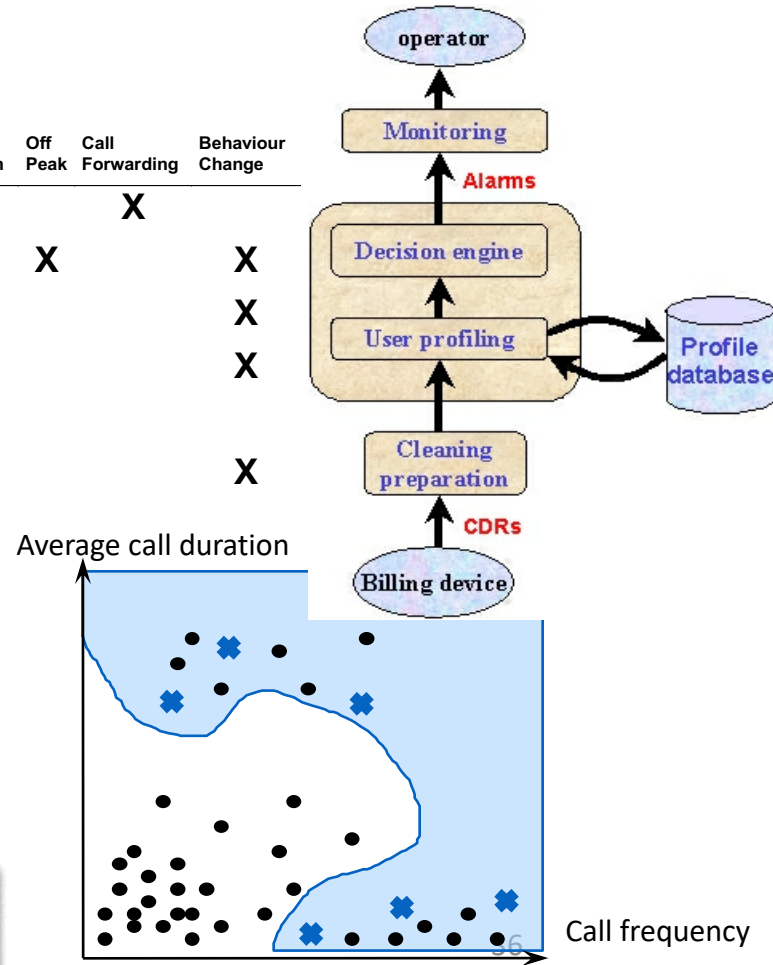 operator
Monitoring
Alarms
Off Peak
Call Forwarding
Behaviour Change
X
X X
X
X
X
Decision engine
User profiling
Profile database
Cleaning preparation
CDRs
Billing device
Average call duration
Call frequency
36